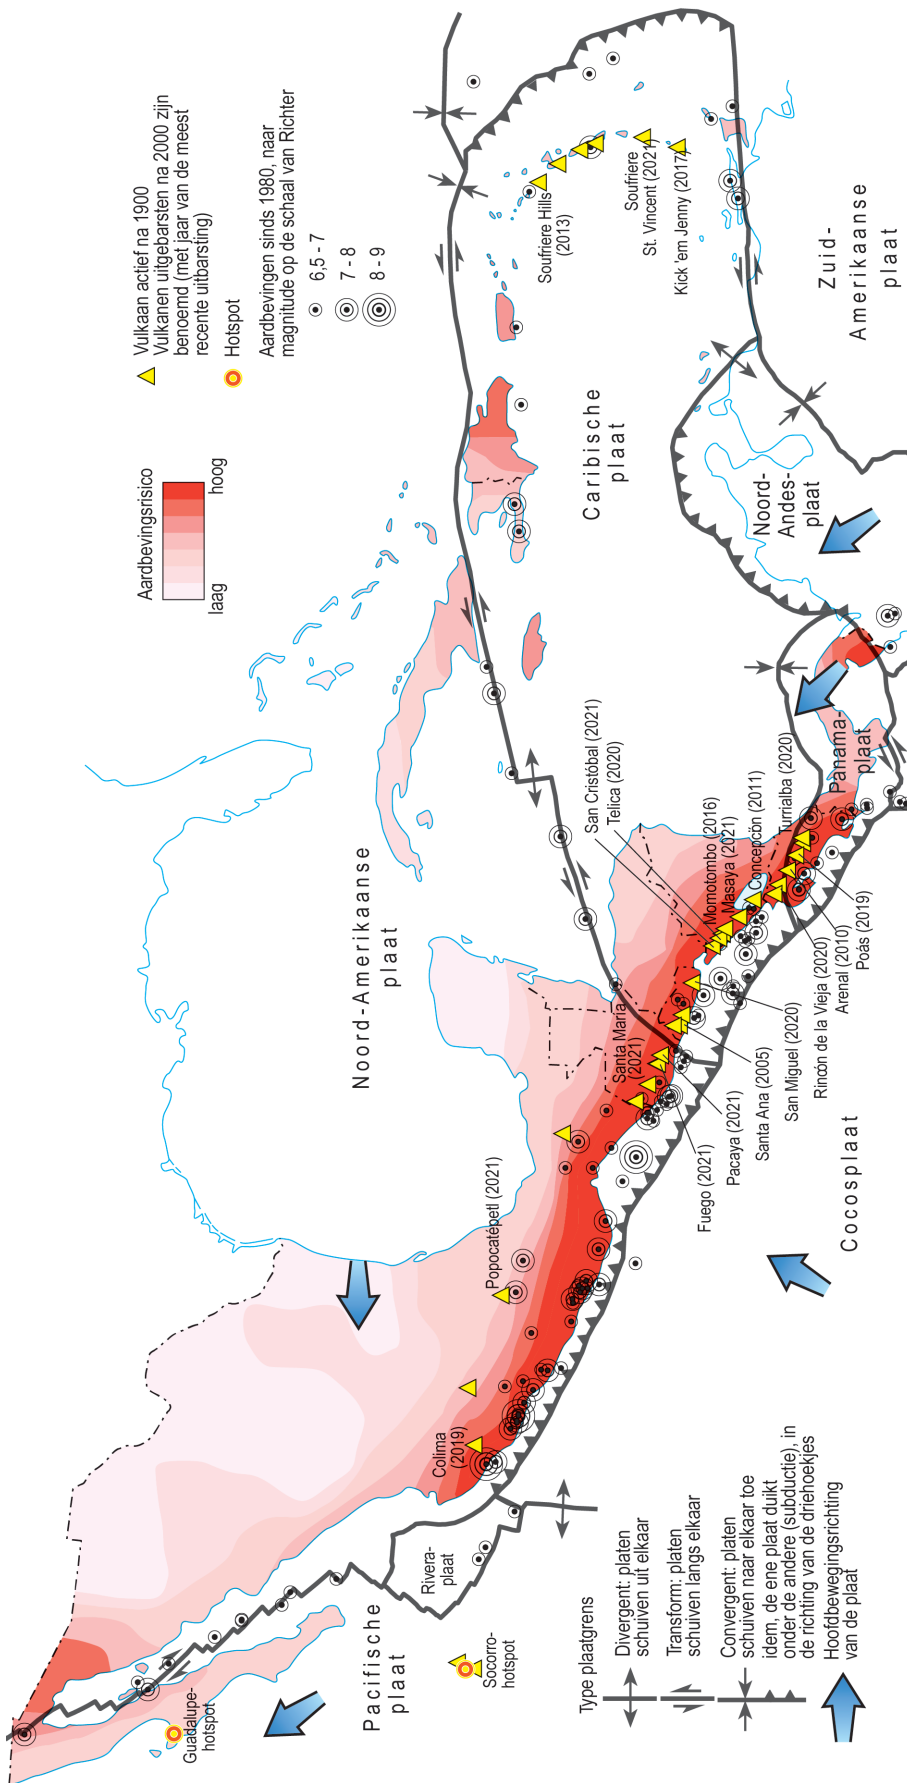 Aardbevingsrisico
laag
hoog
Vulkaan actief na 1900
Vulkanen uitgebarsten na 2000 zijn
benoemd (met jaar van de meest
recente uitbarsting)
Hotspot
Aardbevingen sinds 1980, naar
magnitude op de schaal van Richter
6,5 - 7
7 - 8
8 - 9
Noord-Amerikaanse
plaat
Caribische
plaat
Soufriere Hills
(2013)
Soufriere
St. Vincent (2021)
Kick 'em Jenny (2017)
Zuid-
Amerikaanse
plaat
Noord-
Andes-
plaat
Panama-
plaat
San Cristóbal (2021)
Telica (2020)
Momotombo (2016)
Masaya (2021)
Concepcön (2011)
Turrialba (2020)
Santa Maria
(2021)
Popocatépetl (2021)
Colima
(2019)
Fuego (2021)
Pacaya (2021)
Santa Ana (2005)
San Miguel (2020)
Rincón de la Vieja (2020)
Arenal (2010)
Poás (2019)
Cocosplaat
Rivera-
plaat
Pacifische
plaat
Guadalupe-
hotspot
Socorro-
hotspot
Type plaatgrens
Divergent: platen
schuiven uit elkaar
Transform: platen
schuiven langs elkaar
Convergent: platen
schuiven naar elkaar toe
idem, de ene plaat duikt
onder de andere (subductie), in
de richting van de driehoekjes
Hoofdbewegingsrichting
van de plaat